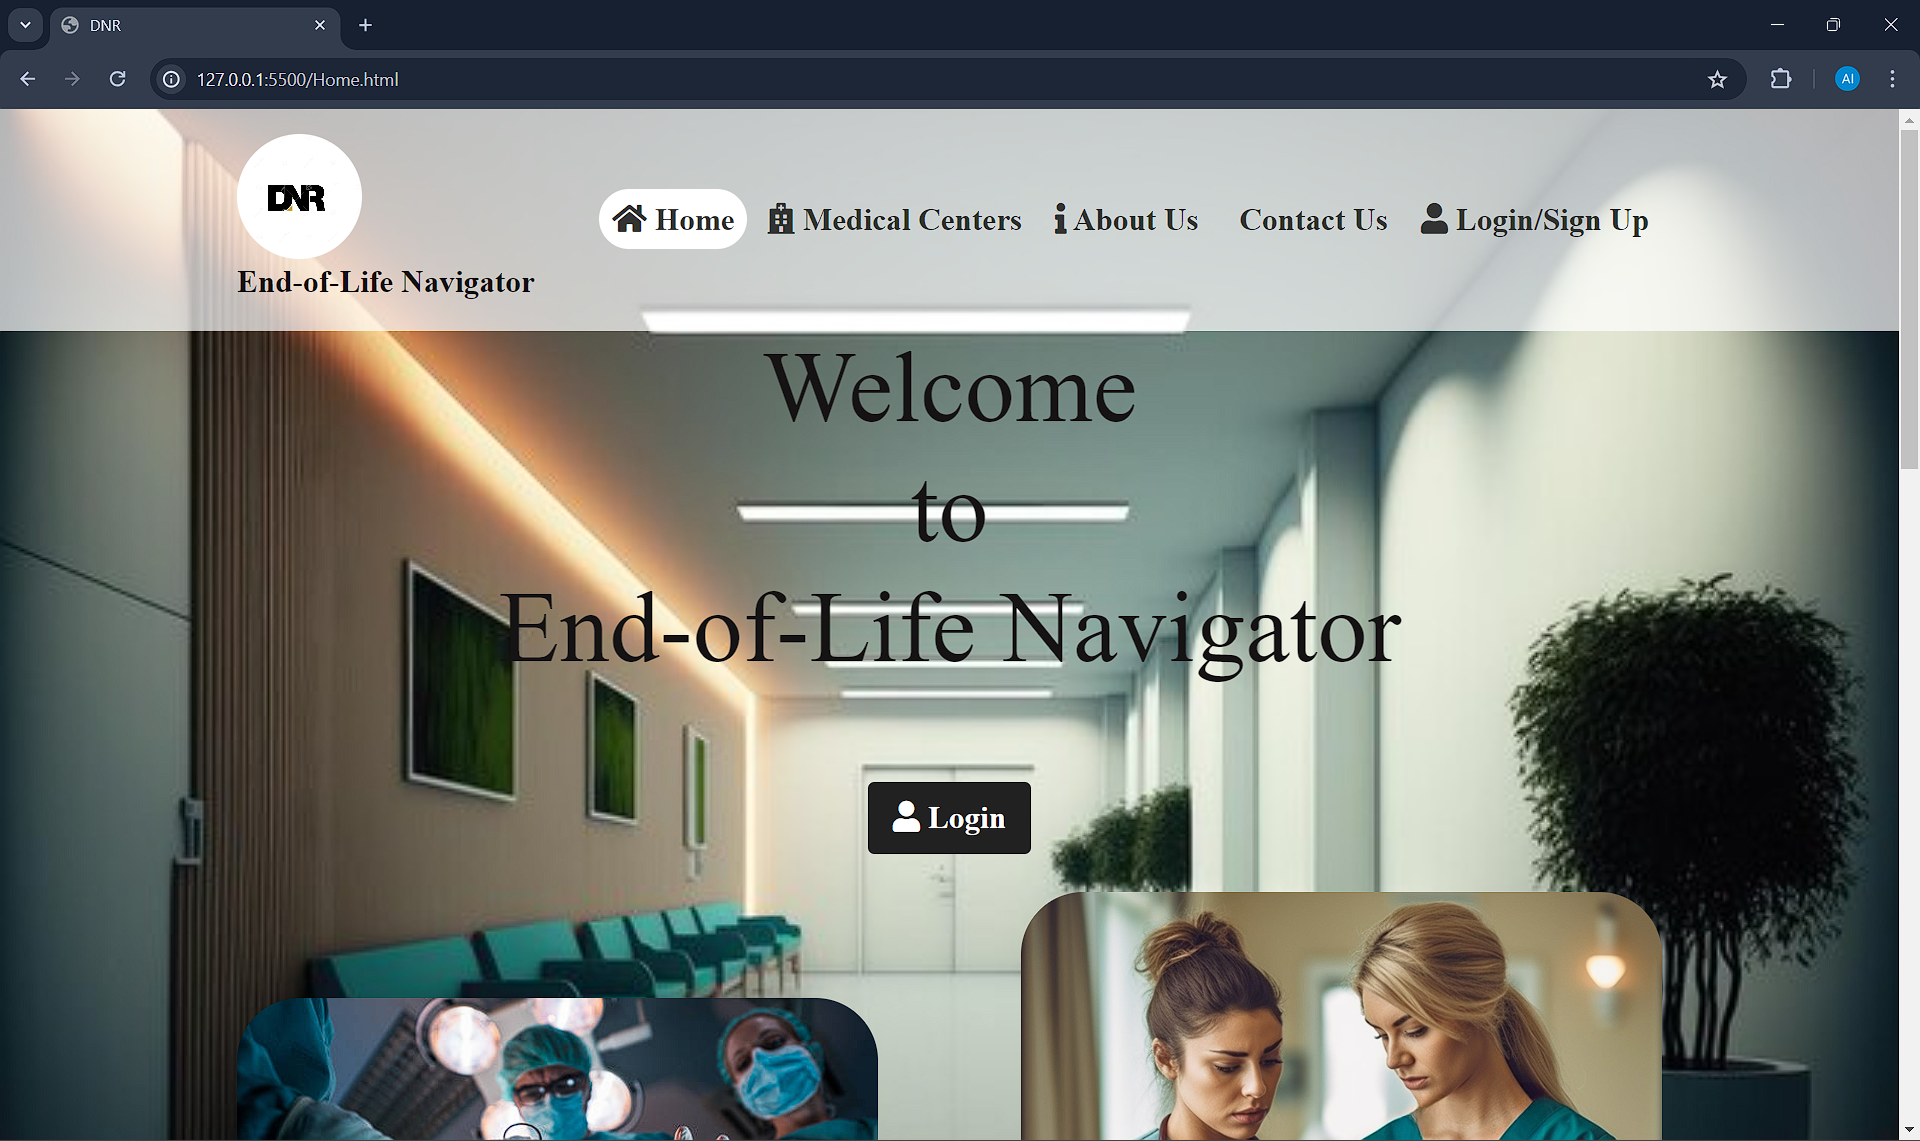 DNR
127.0.0.1:5500/Home.html
AI
DNR
End-of-Life Navigator
Home
Medical Centers
About Us
Contact Us
Login/Sign Up
Welcome
to
End-of-Life Navigator
Login